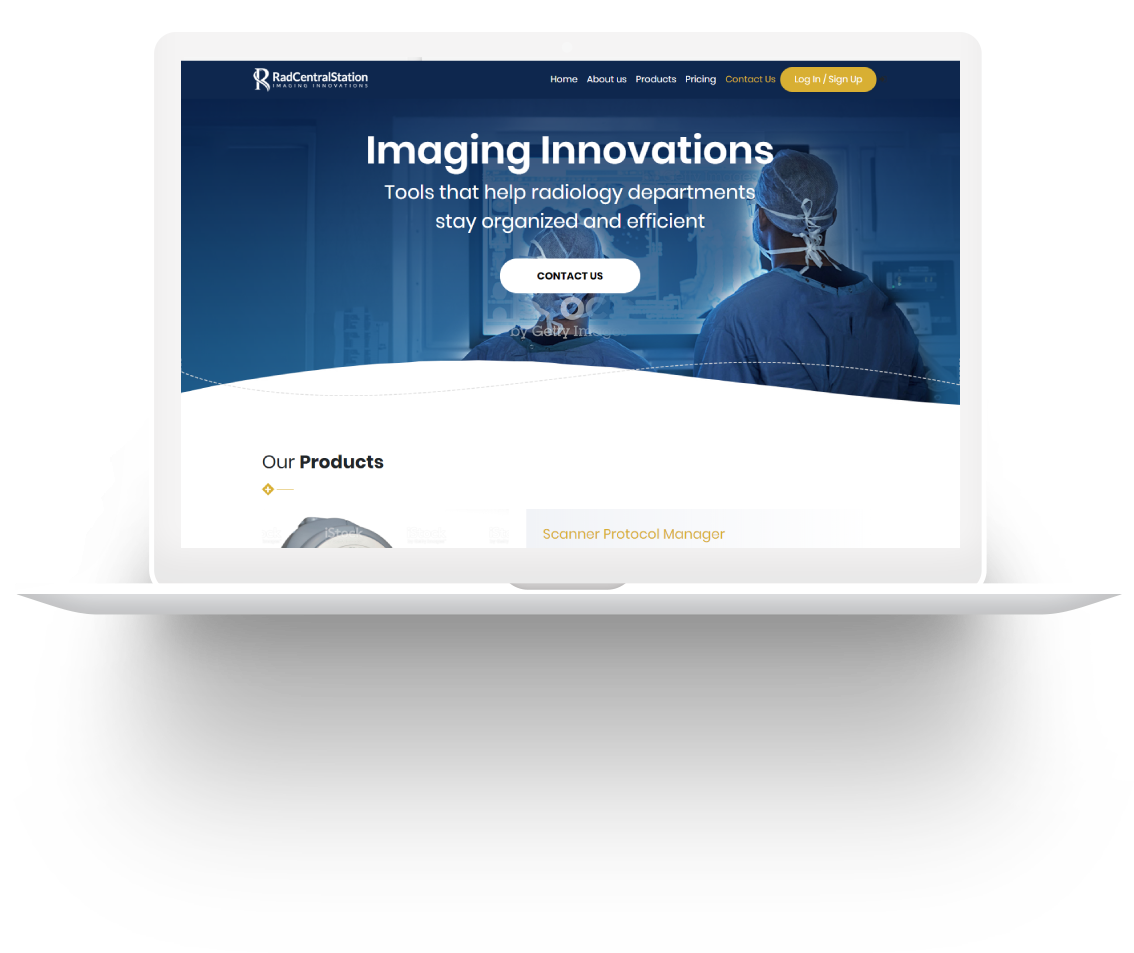 RadCentralStation
IMAGING INNOVATIONS
Home About us Products Pricing Contact Us Log In / Sign Up
Imaging Innovations
Tools that help radiology departments
stay organized and efficient
CONTACT US
by Getty Images
Our Products
iStock
Scanner Protocol Manager